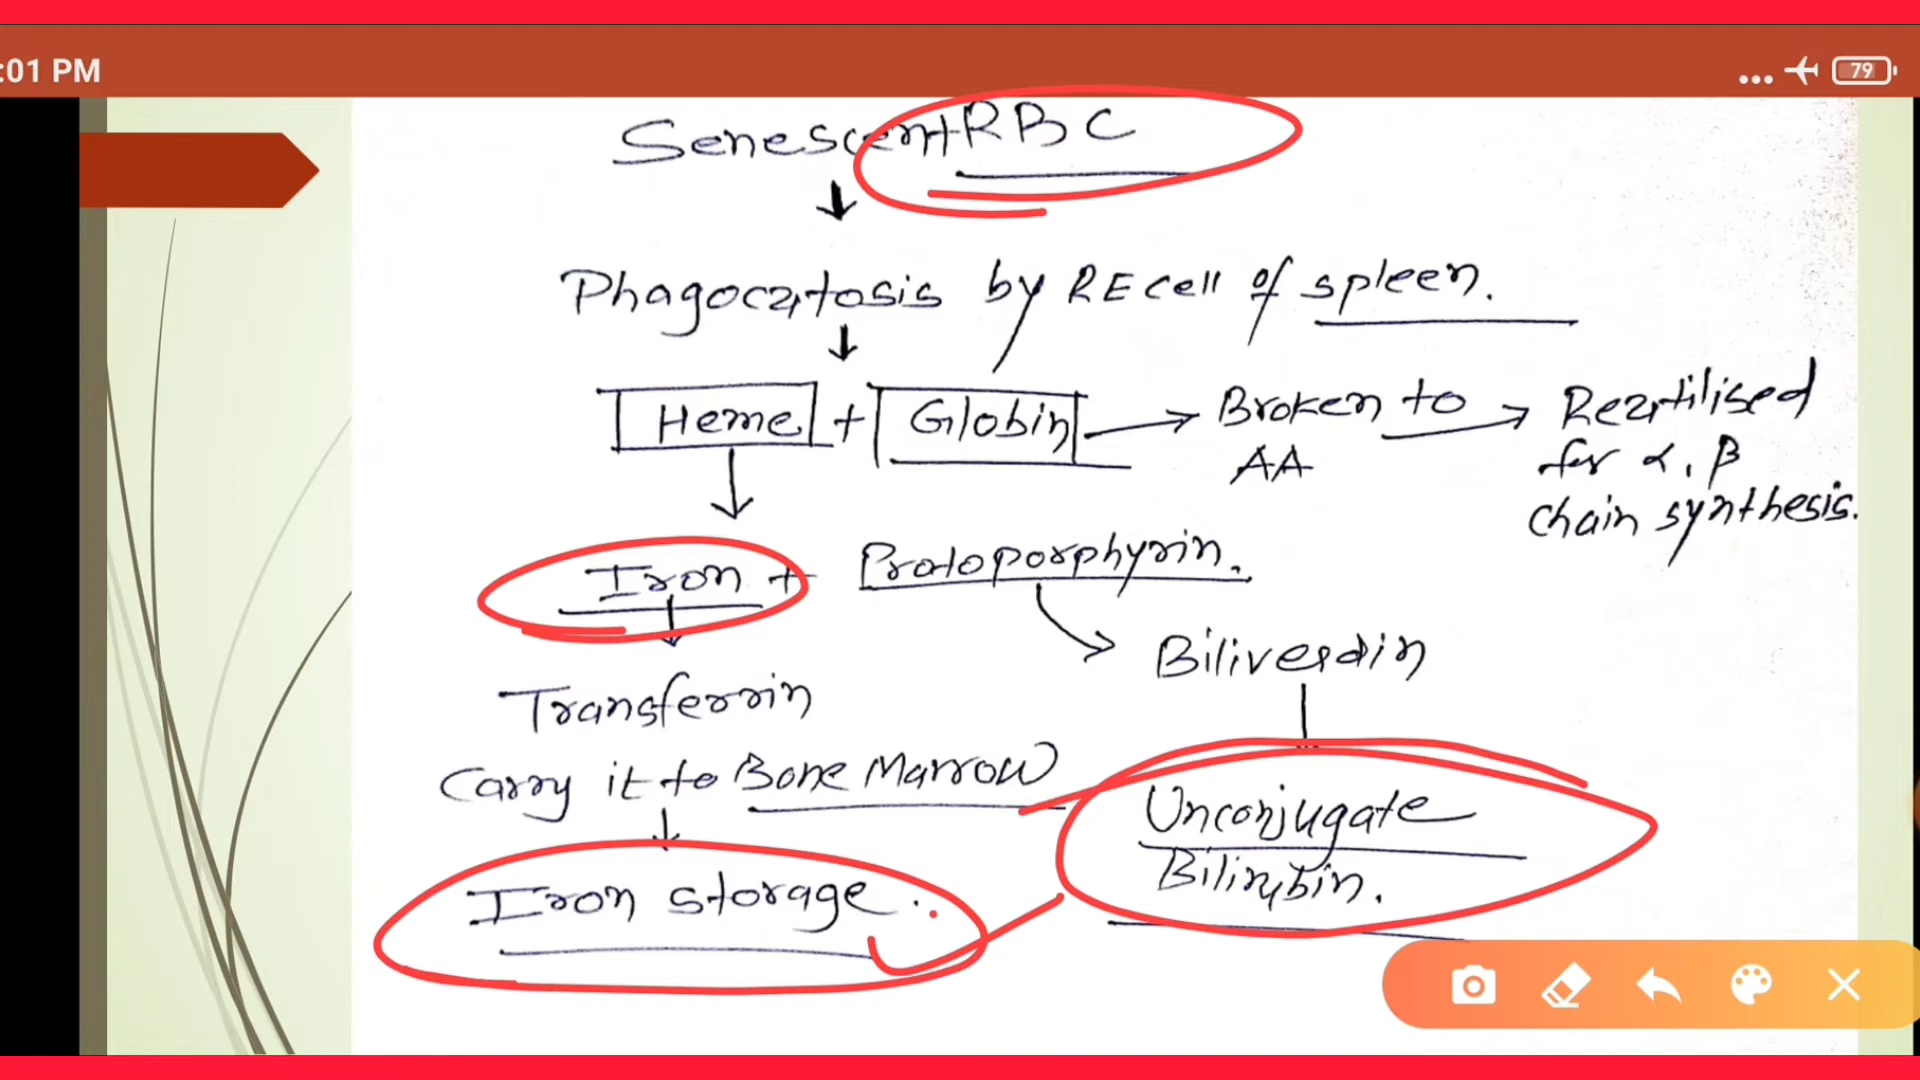 :01 PM
79
Senescent RBC
Phagocytosis by RE cell of spleen.
Heme + Globin → Broken to → Reutilised
AA for α, β
chain synthesis.
Iron + Protoporphyrin.
Biliverdin
Transferrin
Carry it to Bone Marrow
Unconjugate
Bilirubin.
Iron storage.